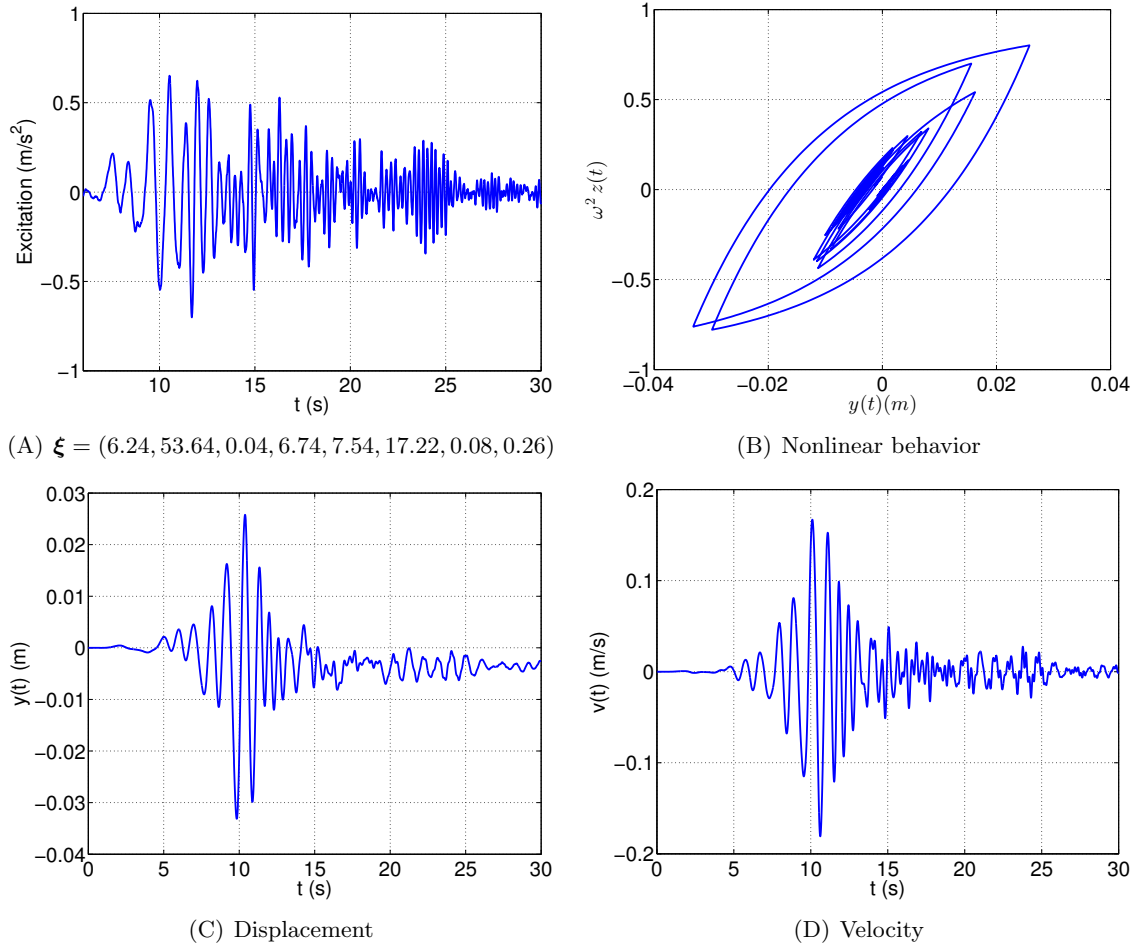 1
0.5
0
−0.5
−1
Excitation (m/s²)
10 15 20 25 30
t (s)
(A) ξ = (6.24, 53.64, 0.04, 6.74, 7.54, 17.22, 0.08, 0.26)
1
0.5
0
−0.5
−1
ω² z(t)
−0.04 −0.02 0 0.02 0.04
y(t)(m)
(B) Nonlinear behavior
0.03
0.02
0.01
0
−0.01
−0.02
−0.03
−0.04
y(t) (m)
0 5 10 15 20 25 30
t (s)
(C) Displacement
0.2
0.1
0
−0.1
−0.2
v(t) (m/s)
0 5 10 15 20 25 30
t (s)
(D) Velocity